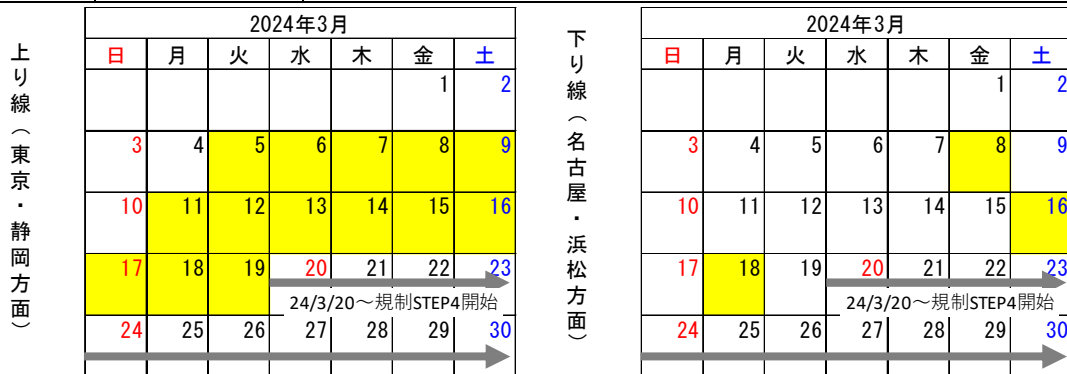 上り線（東京・静岡方面）
2024年3月
日 月 火 水 木 金 土
1 2
3 4 5 6 7 8 9
10 11 12 13 14 15 16
17 18 19 20 21 22 23
24/3/20～規制STEP4開始
24 25 26 27 28 29 30
下り線（名古屋・浜松方面）
2024年3月
日 月 火 水 木 金 土
1 2
3 4 5 6 7 8 9
10 11 12 13 14 15 16
17 18 19 20 21 22 23
24/3/20～規制STEP4開始
24 25 26 27 28 29 30